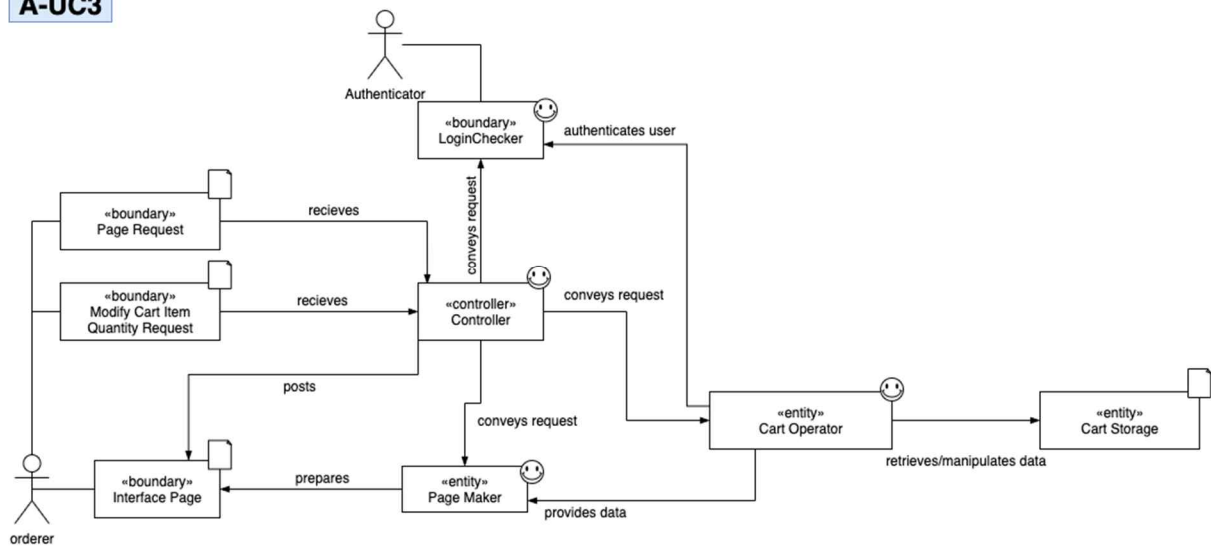 A-UC3
Authenticator
«boundary»
LoginChecker
authenticates user
conveys request
«boundary»
Page Request
recieves
«boundary»
Modify Cart Item
Quantity Request
recieves
«controller»
Controller
conveys request
posts
conveys request
«entity»
Cart Operator
«entity»
Cart Storage
retrieves/manipulates data
«boundary»
Interface Page
prepares
«entity»
Page Maker
provides data
orderer